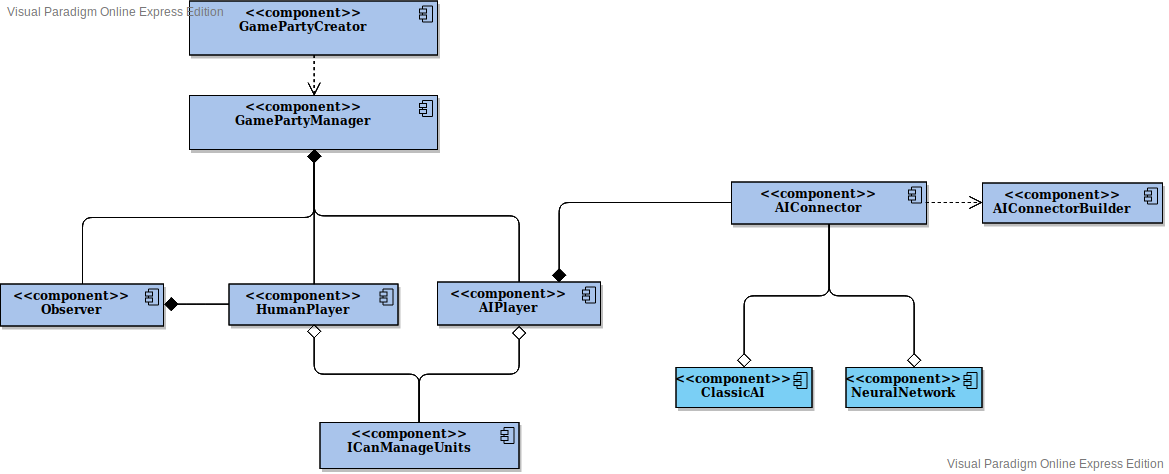 Visual Paradigm Online Express Edition
<<component>>
GamePartyCreator
<<component>>
GamePartyManager
<<component>>
AIConnector
<<component>>
AIConnectorBuilder
<<component>>
Observer
<<component>>
HumanPlayer
<<component>>
AIPlayer
<<component>>
ClassicAI
<<component>>
NeuralNetwork
<<component>>
ICanManageUnits
Visual Paradigm Online Express Edition